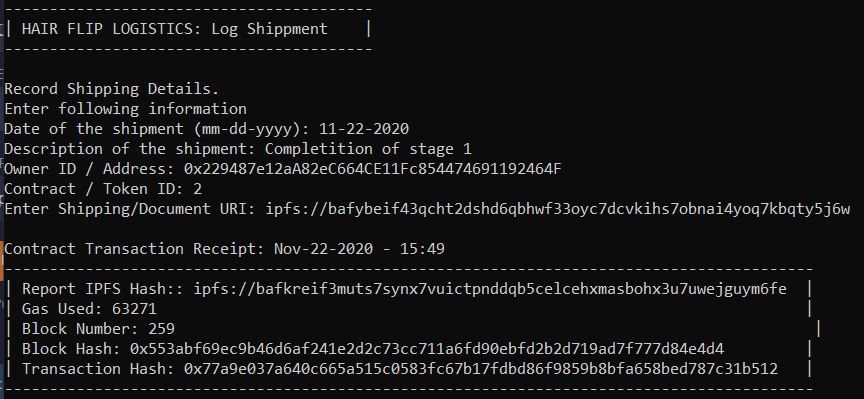 -----------------------------------------
| HAIR FLIP LOGISTICS: Log Shippment    |
-----------------------------------------
Record Shipping Details.
Enter following information
Date of the shipment (mm-dd-yyyy): 11-22-2020
Description of the shipment: Completition of stage 1
Owner ID / Address: 0x229487e12aA82eC664CE11Fc854474691192464F
Contract / Token ID: 2
Enter Shipping/Document URI: ipfs://bafybeif43qcht2dshd6qbhwf33oyc7dcvkihs7obnai4yoq7kbqty5j6w
Contract Transaction Receipt: Nov-22-2020 - 15:49
-------------------------------------------------------------------------------------------
| Report IPFS Hash:: ipfs://bafkreif3muts7synx7vuictpnddqb5celcehxmasbohx3u7uwejguym6fe  |
| Gas Used: 63271                                                                         |
| Block Number: 259                                                                        |
| Block Hash: 0x553abf69ec9b46d6af241e2d2c73cc711a6fd90ebfd2b2d719ad7f777d84e4d4         |
| Transaction Hash: 0x77a9e037a640c665a515c0583fc67b17fdbd86f9859b8bfa658bed787c31b512   |
-------------------------------------------------------------------------------------------